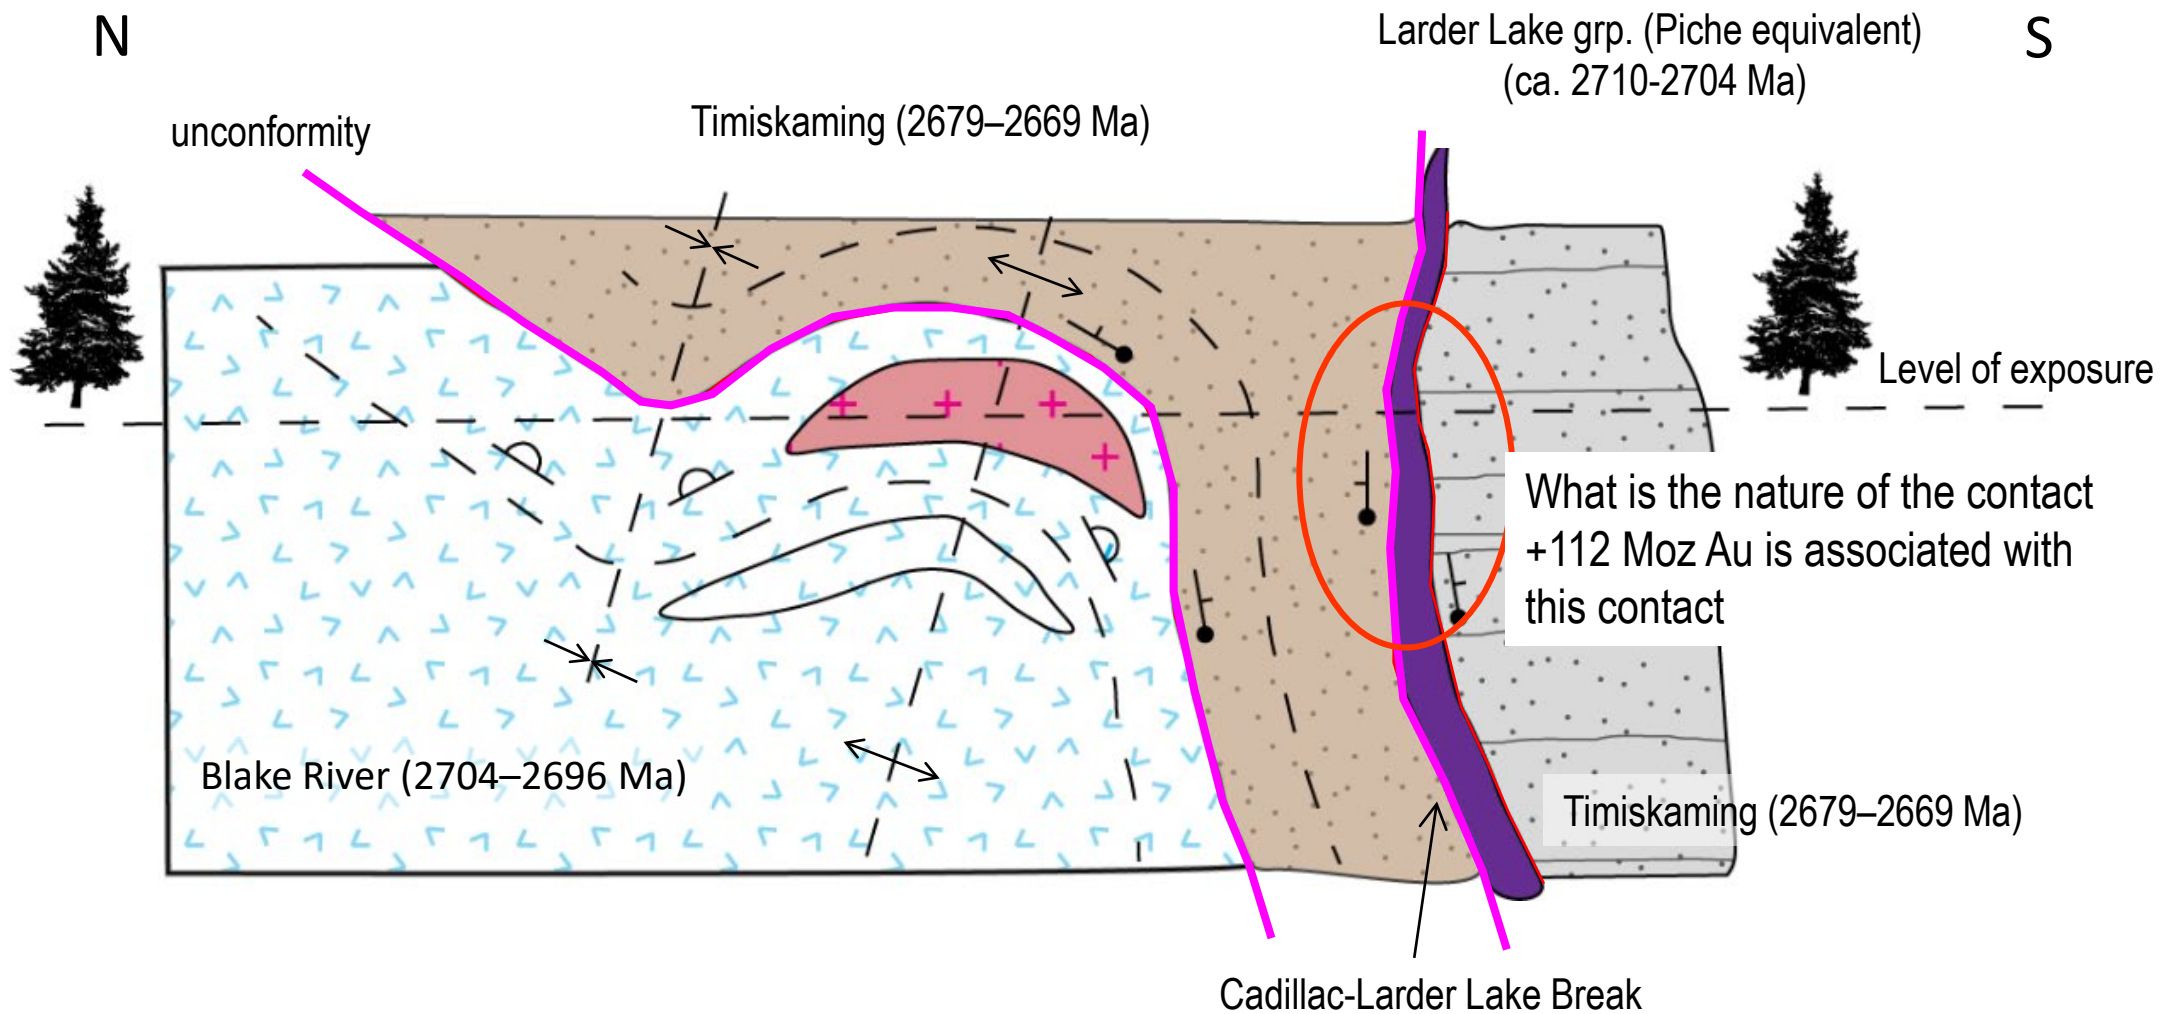 N
Larder Lake grp. (Piche equivalent)
(ca. 2710-2704 Ma)
S
unconformity
Timiskaming (2679–2669 Ma)
Level of exposure
What is the nature of the contact
+112 Moz Au is associated with
this contact
Blake River (2704–2696 Ma)
Timiskaming (2679–2669 Ma)
Cadillac-Larder Lake Break